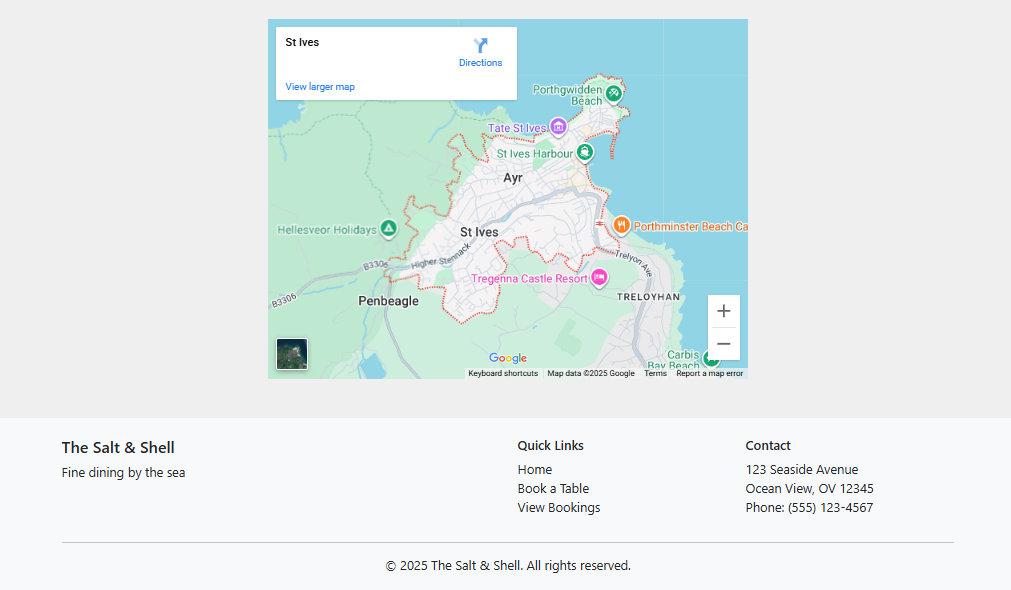 St Ives
Directions
View larger map
Porthgwidden
Beach
Tate St Ives
St Ives Harbour
Ayr
Hellesveor Holidays
St Ives
Porthminster Beach Ca
B3306
Higher Stennack
Trelyon Ave
Tregenna Castle Resort
B3306
Penbeagle
TRELOYHAN
Carbis
Bay Beach
Google
Keyboard shortcuts
Map data ©2025 Google
Terms
Report a map error
The Salt & Shell
Fine dining by the sea
Quick Links
Home
Book a Table
View Bookings
Contact
123 Seaside Avenue
Ocean View, OV 12345
Phone: (555) 123-4567
© 2025 The Salt & Shell. All rights reserved.